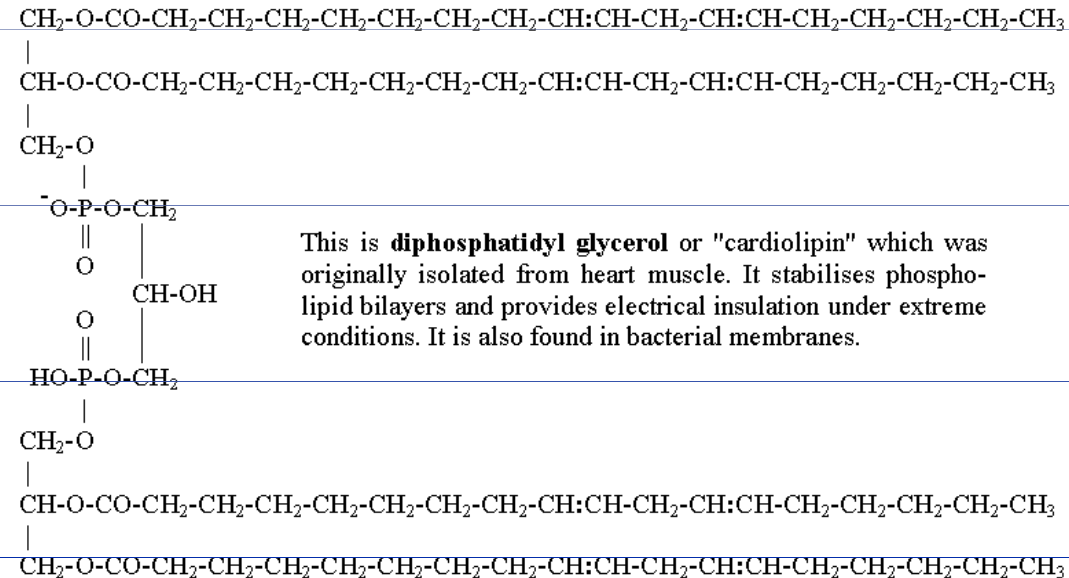 CH₂-O-CO-CH₂-CH₂-CH₂-CH₂-CH₂-CH₂-CH₂-CH:CH-CH₂-CH:CH-CH₂-CH₂-CH₂-CH₂-CH₃
CH-O-CO-CH₂-CH₂-CH₂-CH₂-CH₂-CH₂-CH₂-CH:CH-CH₂-CH:CH-CH₂-CH₂-CH₂-CH₂-CH₃
CH₂-O
⁻O-P-O-CH₂
O
CH-OH
O
HO-P-O-CH₂
CH₂-O
CH-O-CO-CH₂-CH₂-CH₂-CH₂-CH₂-CH₂-CH₂-CH:CH-CH₂-CH:CH-CH₂-CH₂-CH₂-CH₂-CH₃
CH₂-O-CO-CH₂-CH₂-CH₂-CH₂-CH₂-CH₂-CH₂-CH:CH-CH₂-CH:CH-CH₂-CH₂-CH₂-CH₂-CH₃
This is diphosphatidyl glycerol or "cardiolipin" which was
originally isolated from heart muscle. It stabilises phospho-
lipid bilayers and provides electrical insulation under extreme
conditions. It is also found in bacterial membranes.